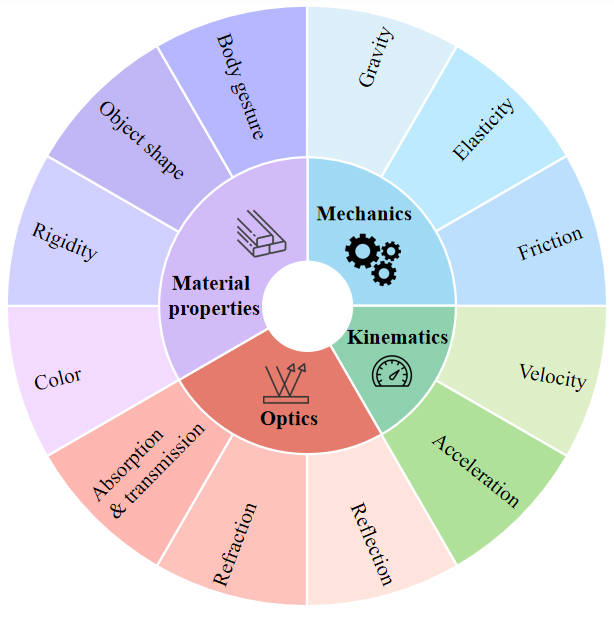 Body gesture
Gravity
Object shape
Elasticity
Rigidity
Friction
Mechanics
Material
properties
Kinematics
Color
Velocity
Optics
Absorption
& transmission
Acceleration
Refraction
Reflection